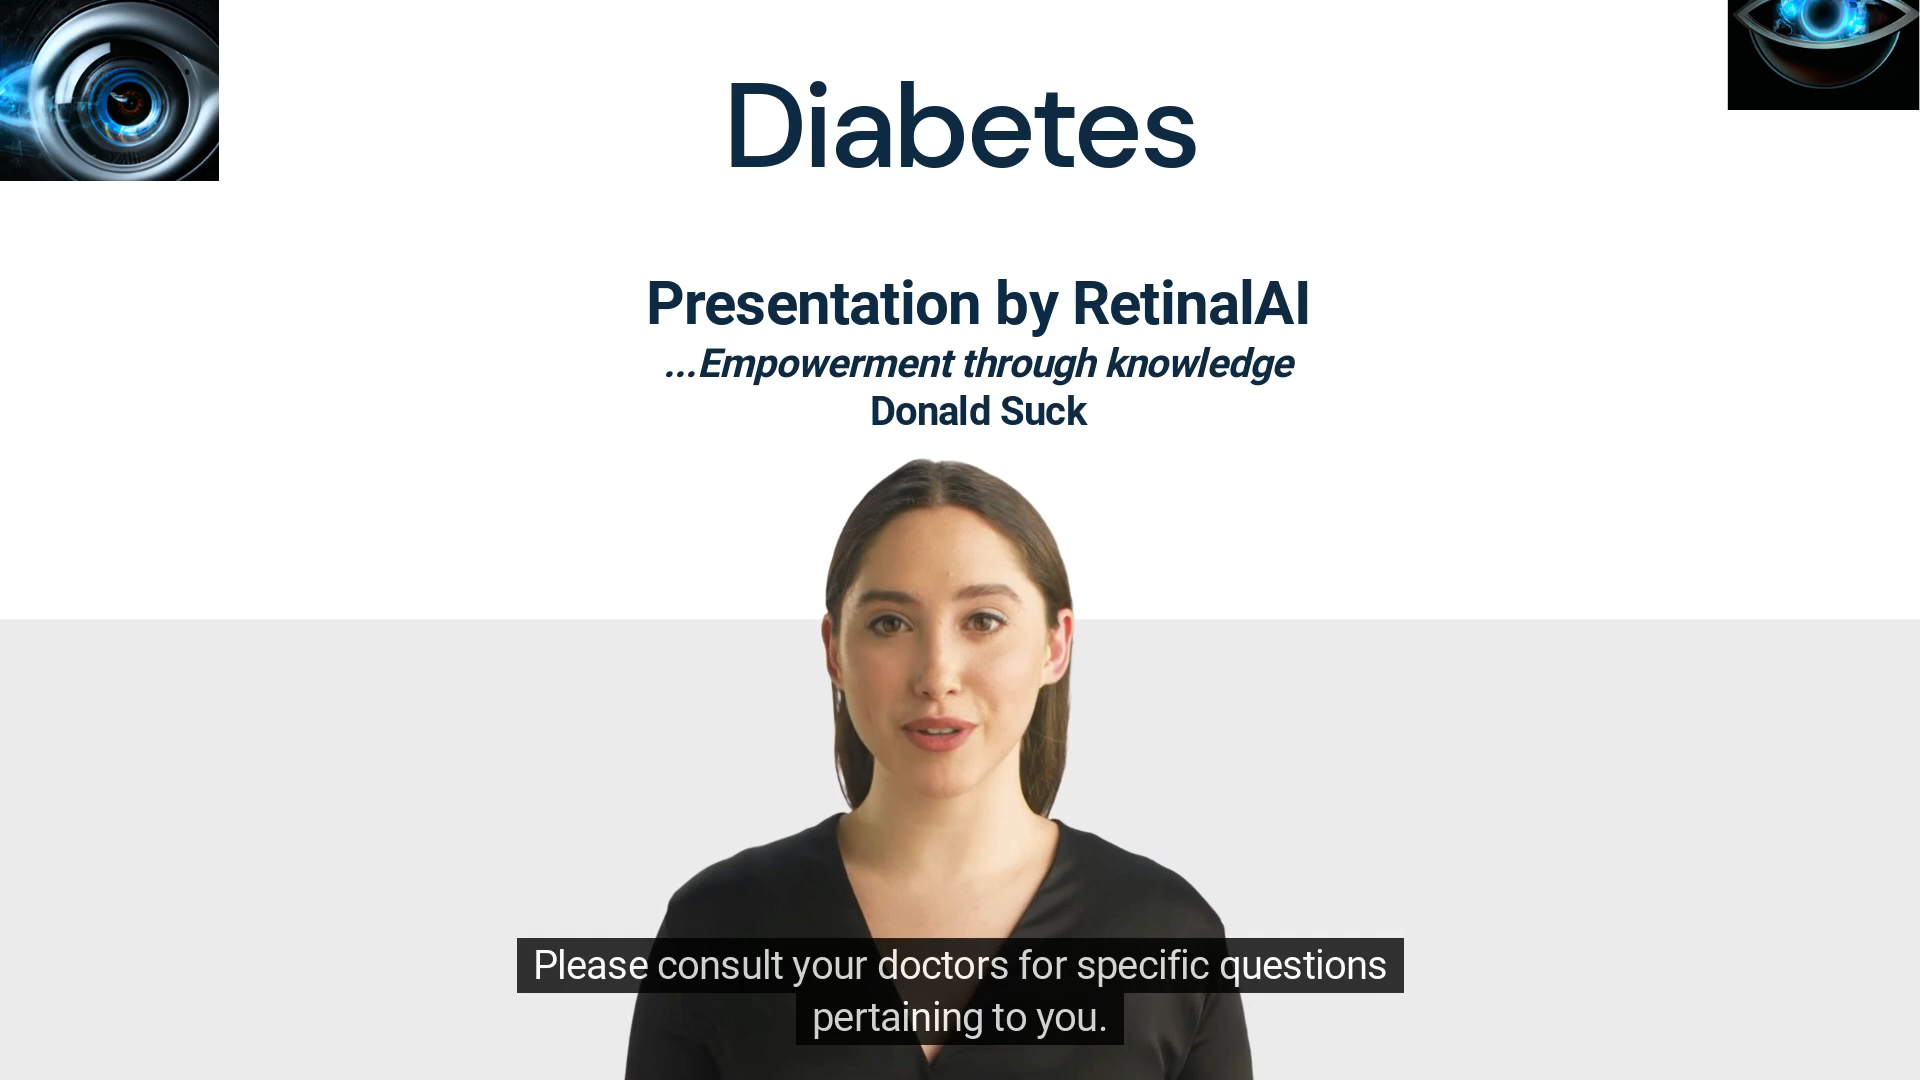 Diabetes
Presentation by RetinalAI
...Empowerment through knowledge
Donald Suck
Please consult your doctors for specific questions
pertaining to you.